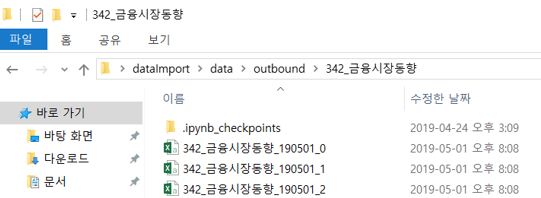 342_금융시장동향
파일 홈 공유 보기
dataImport > data > outbound > 342_금융시장동향
이름 수정한 날짜
바로 가기
바탕 화면
다운로드
문서
.ipynb_checkpoints 2019-04-24 오후 3:09
342_금융시장동향_190501_0 2019-05-01 오후 8:08
342_금융시장동향_190501_1 2019-05-01 오후 8:08
342_금융시장동향_190501_2 2019-05-01 오후 8:08